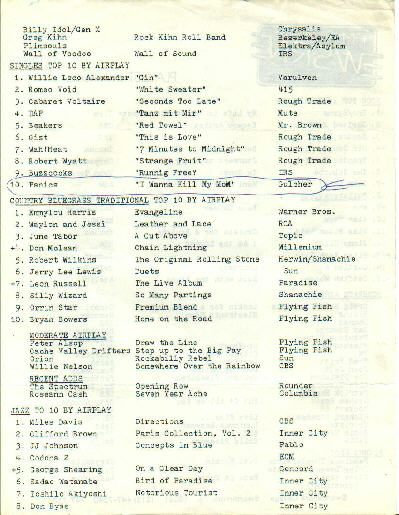 Billy Idol/Gen X Chrysalis
Greg Kihn Rock Kihn Roll Band Beserkeley/EA
Plimsouls Elektra/Asylum
Wall of Voodoo Wall of Sound IRS
SINGLES TOP 10 BY AIRPLAY
1. Willie Loco Alexander "Gin" Varulven
2. Romeo Void "White Sweater" 415
3. Cabaret Voltaire "Seconds Too Late" Rough Trade
4. DAF "Tanz mit Mir" Mute
5. Beakers "Red Towel" Mr. Brown
6. Gist "This is Love" Rough Trade
7. Wah!Heat "7 Minutes to Midnight" Rough Trade
8. Robert Wyatt "Strange Fruit" Rough Trade
9. Buzzcocks "Runnig Free? IRS
10. Panics "I Wanna Kill My Mom" Gulcher
COUNTRY BLUEGRASS TRADITIONAL TOP 10 BY AIRPLAY
1. Emmylou Harris Evangeline Warner Bros.
2. Waylon and Jessi Leather and Lace RCA
3. June Tabor A Cut Above Topic
4. Don Mclean Chain Lightning Millenium
5. Robert Wilkins The Original Rolling Stone Herwin/Shanachie
6. Jerry Lee Lewis Duets Sun
+7. Leon Russell The Live Album Paradise
8. Silly Wizard So Many Partings Shanachie
9. Orrin Star Premium Blend Flying Fish
10. Bryan Bowers Home on the Road Flying Fish
MODERATE AIRPLAY
Peter Alsop Draw the Line Flying Fish
Cache Valley Drifters Step up to the Big Pay Flying Fish
Orion Rockabilly Rebel Sun
Willie Nelson Somewhere Over the Rainbow CBS
RECENT ADDS
The Spectrum Opening Row Rounder
Roseann Cash Seven Year Ache Columbia
JAZZ TO 10 BY AIRPLAY
1. Miles Davis Directions CBS
2. Clifford Brown Paris Collection, Vol. 2 Inner City
3. JJ Johnson Concepts in Blue Pablo
4. Codona 2 ECM
+5. George Shearing On a Clear Day Concord
6. Sadao Watanabe Bird of Paradise Inner City
7. Toshiko Akiyoshi Notorious Tourist Inner City
8. Don Byas Inner City